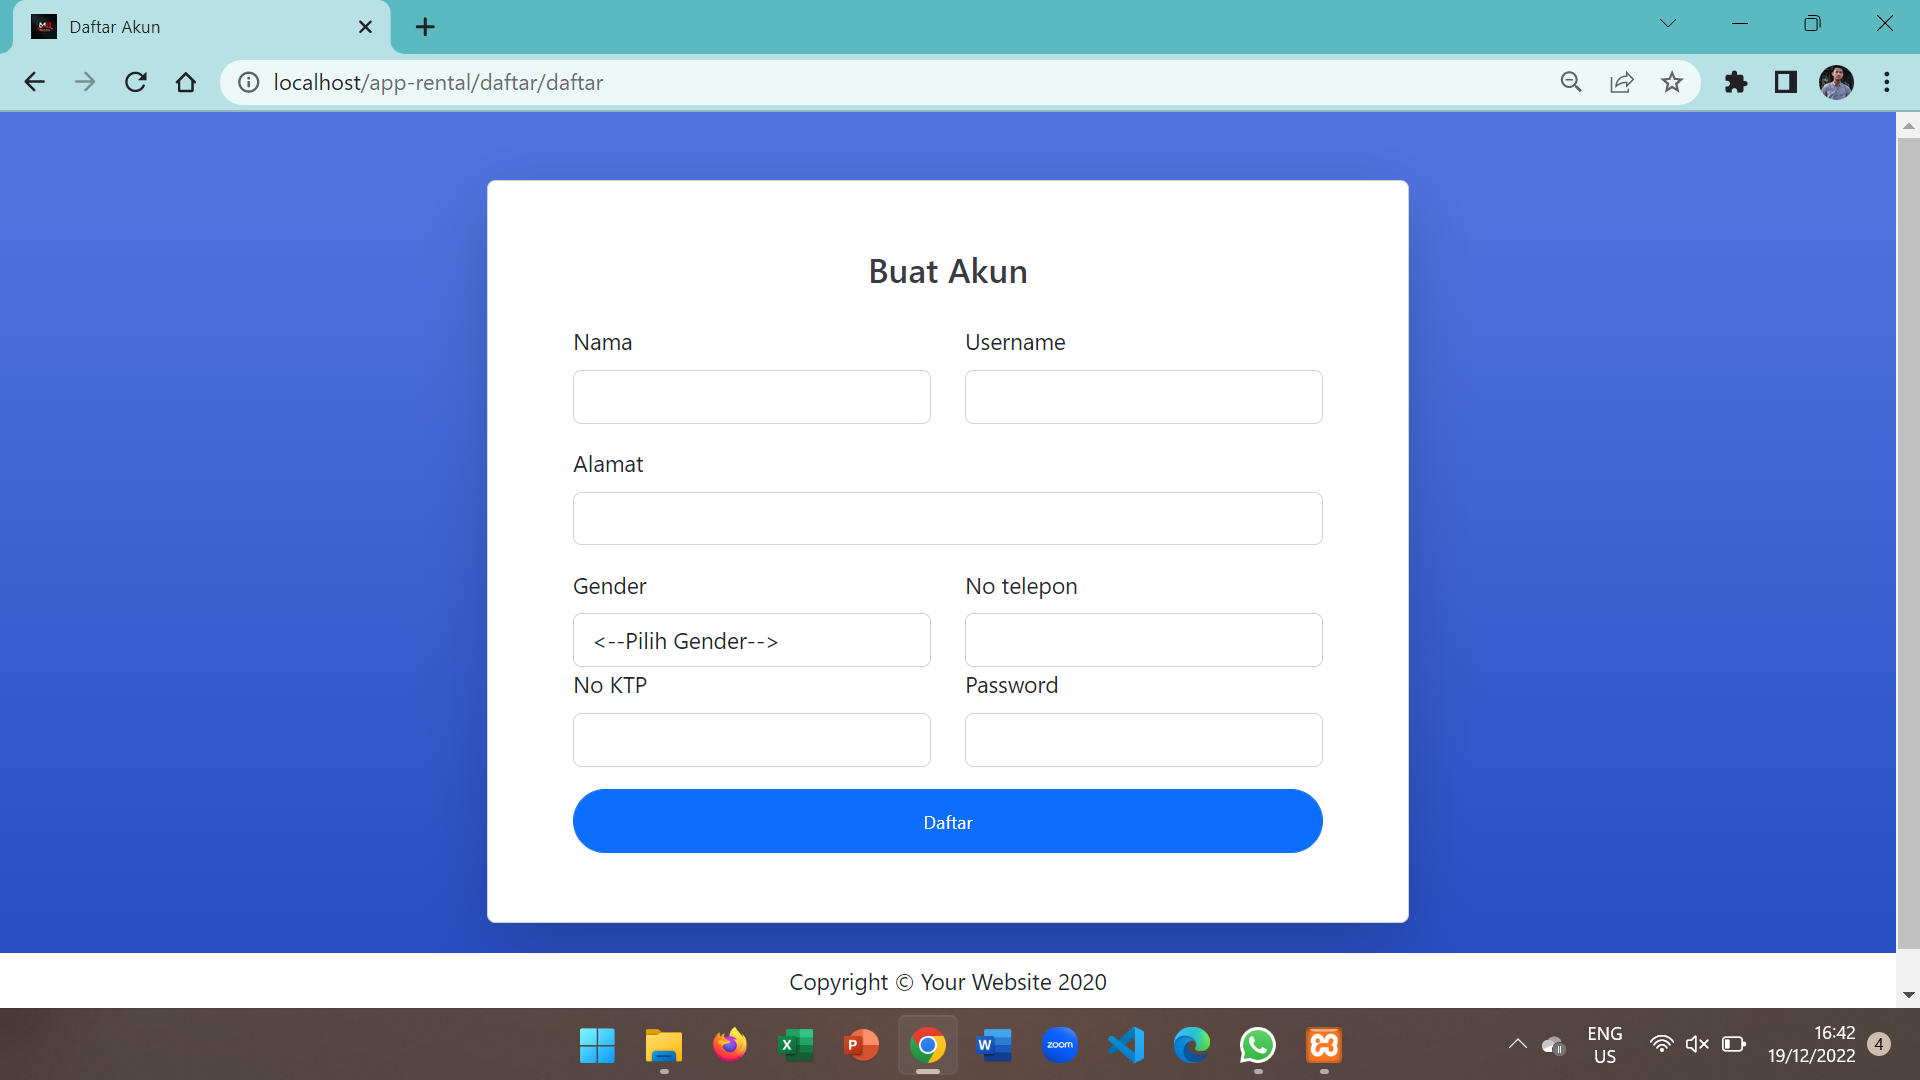 Daftar Akun
localhost/app-rental/daftar/daftar
Buat Akun
Nama Username
Alamat
Gender No telepon
<--Pilih Gender-->
No KTP Password
Daftar
Copyright © Your Website 2020
zoom
ENG
US
16:42
19/12/2022
4